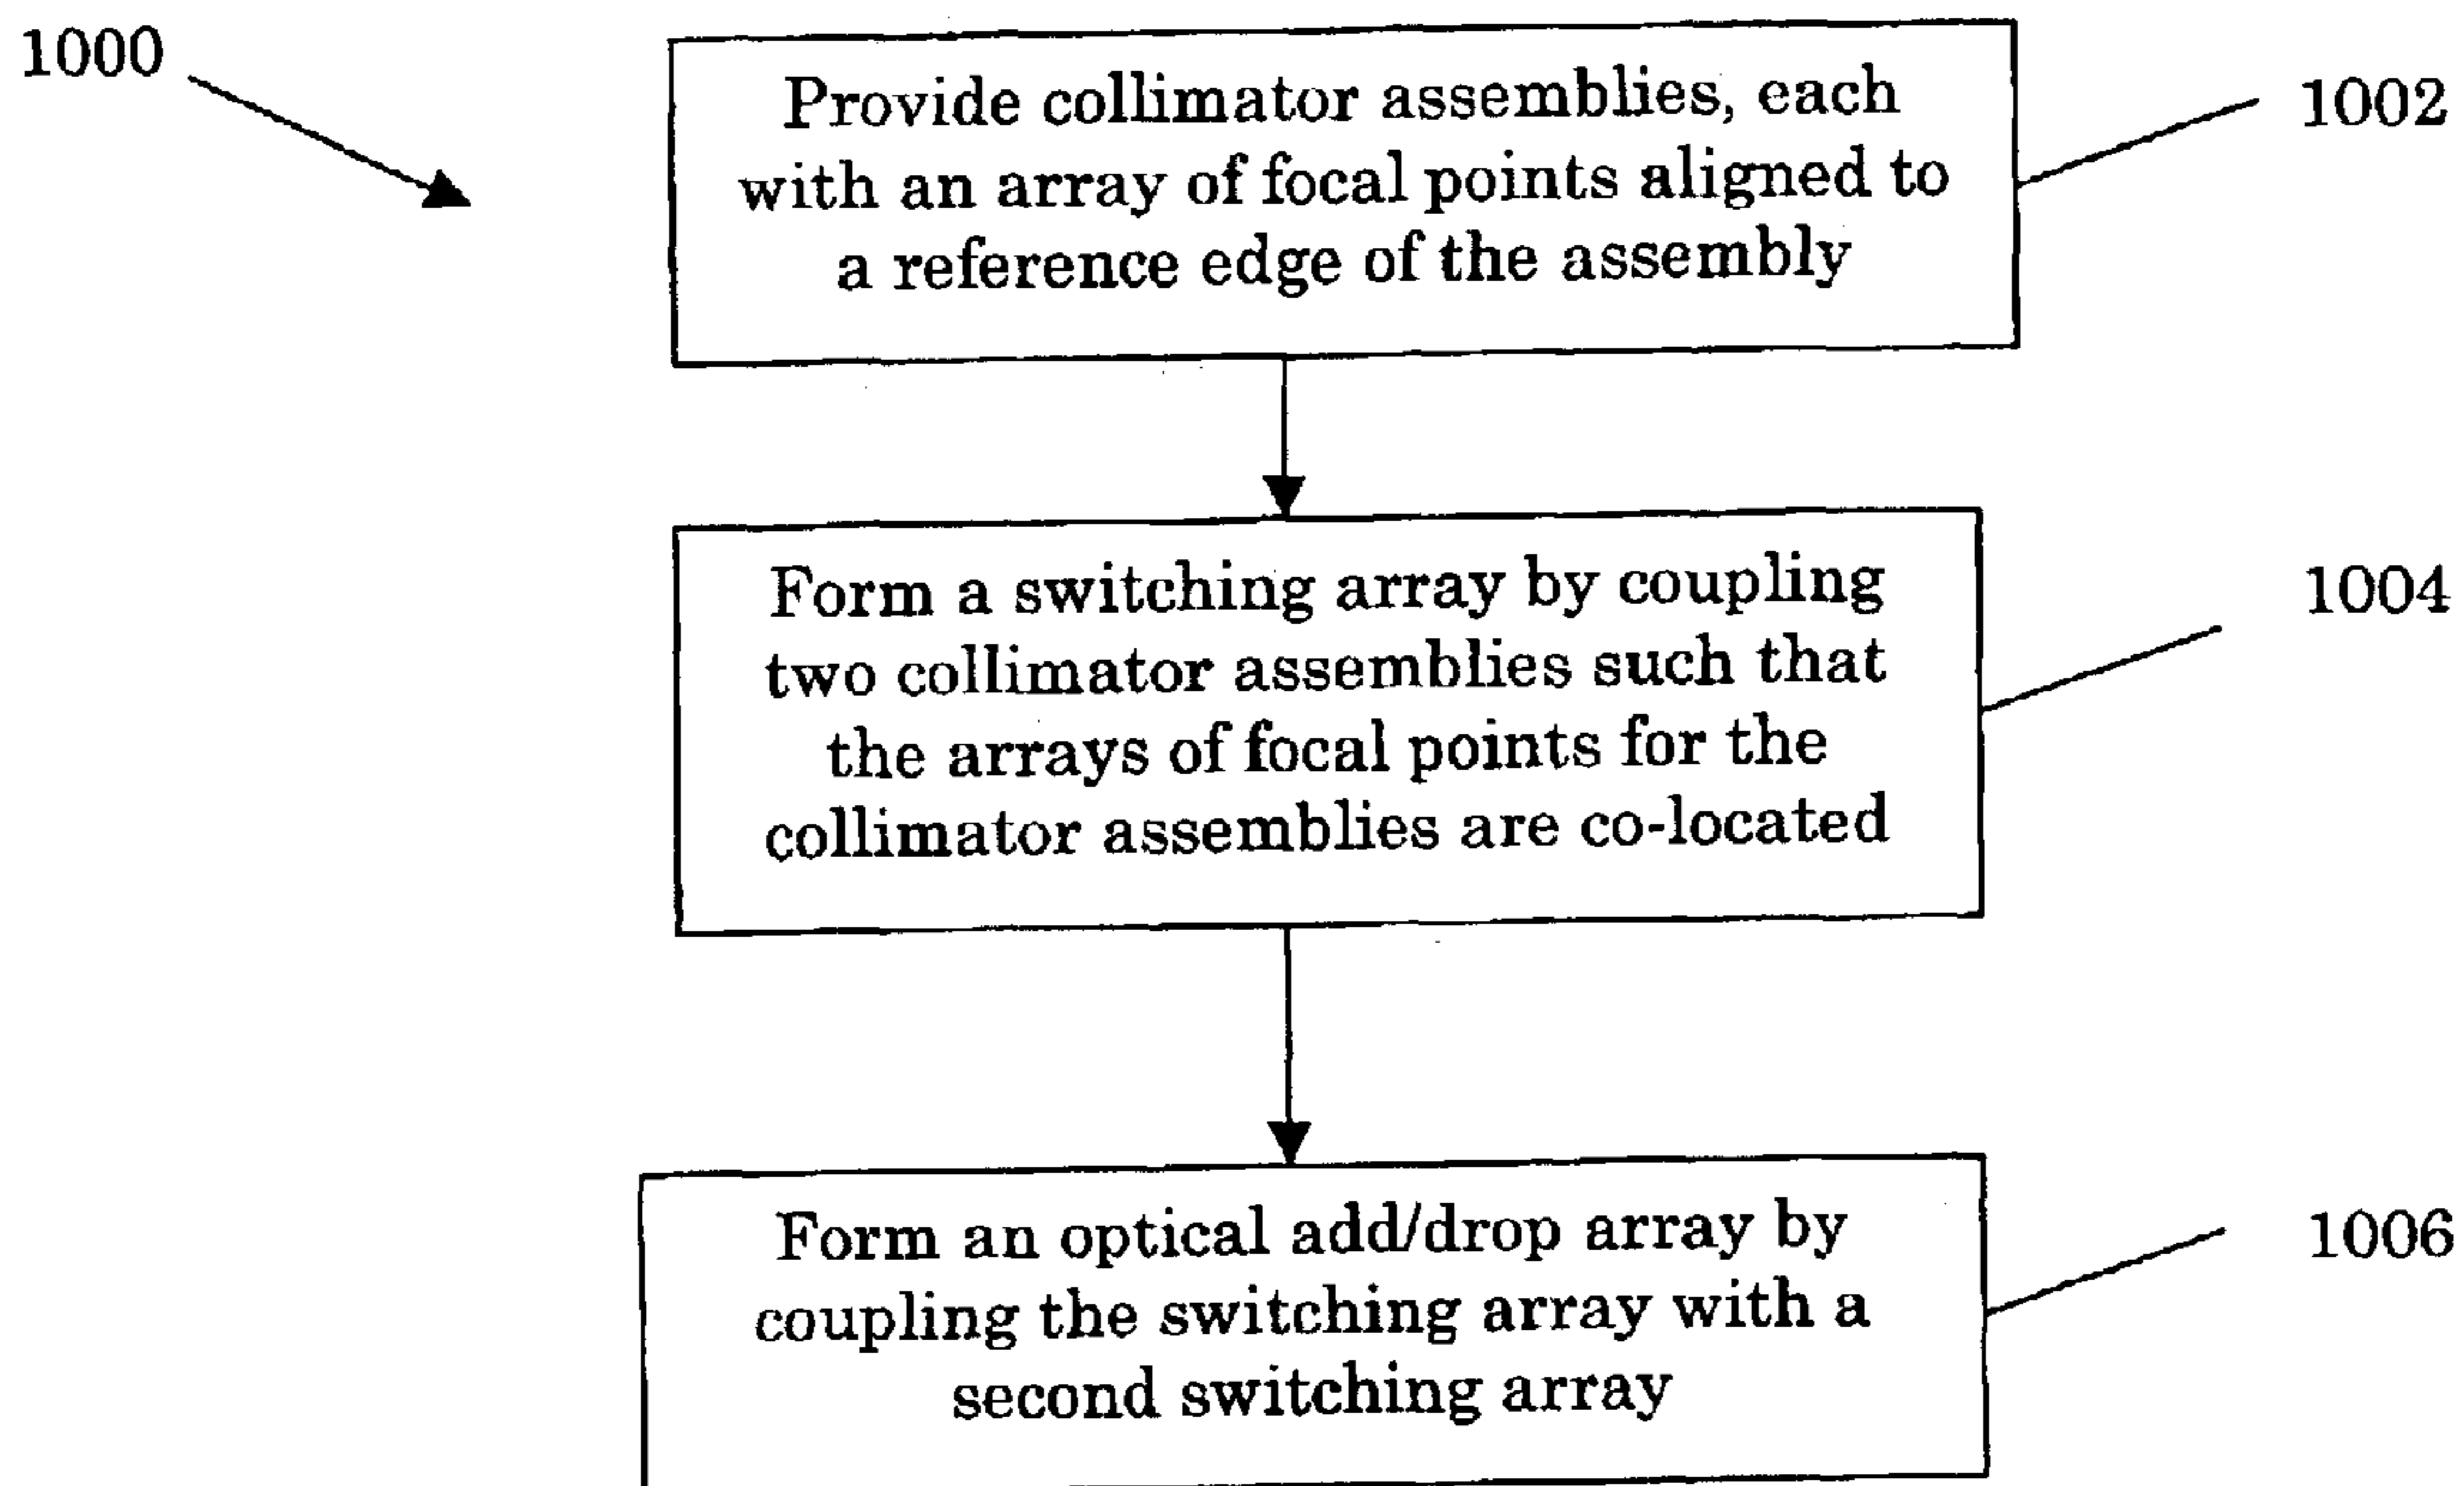 1000
Provide collimator assemblies, each
with an array of focal points aligned to
a reference edge of the assembly
1002
Form a switching array by coupling
two collimator assemblies such that
the arrays of focal points for the
collimator assemblies are co-located
1004
Form an optical add/drop array by
coupling the switching array with a
second switching array
1006